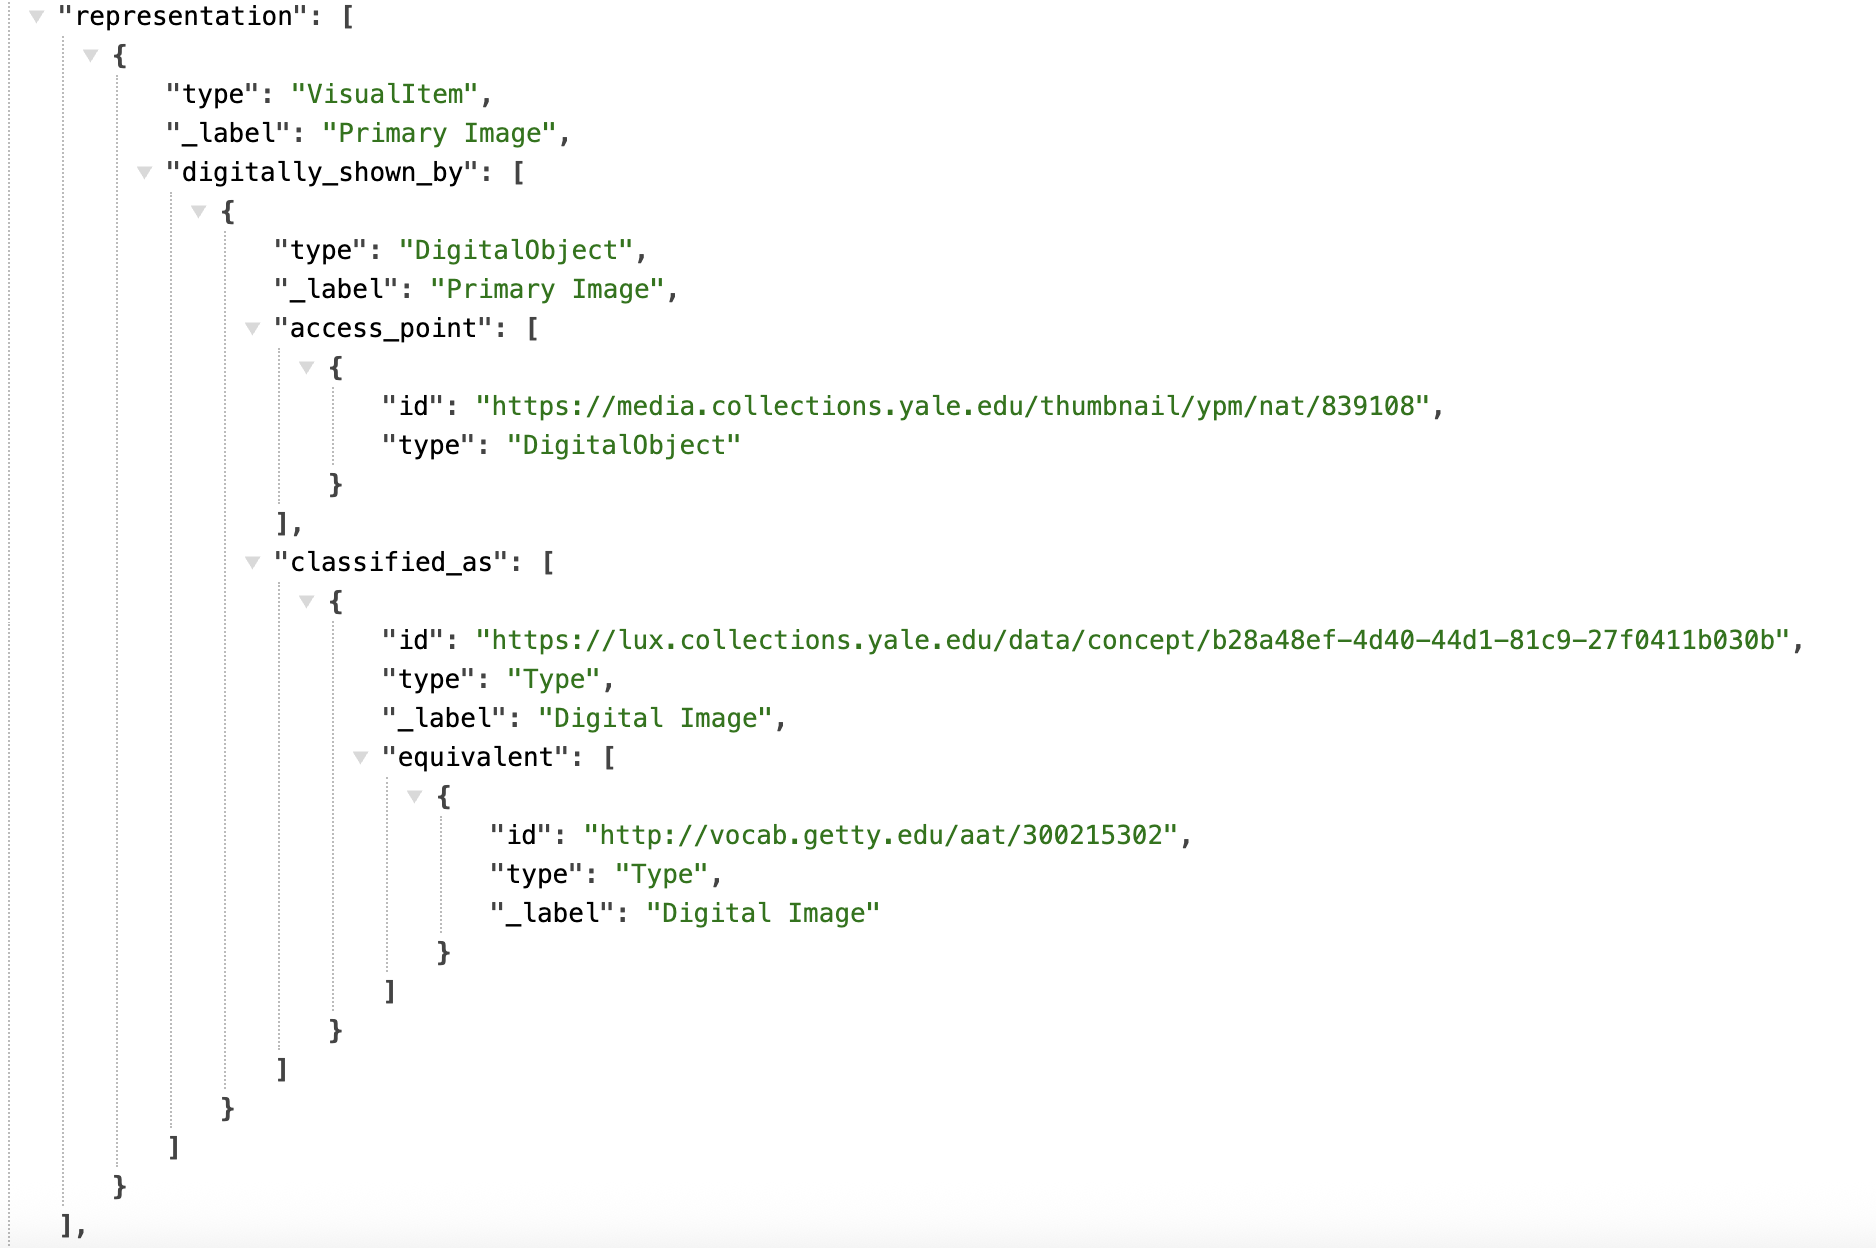 "representation": [
{
"type": "VisualItem",
"_label": "Primary Image",
"digitally_shown_by": [
{
"type": "DigitalObject",
"_label": "Primary Image",
"access_point": [
{
"id": "https://media.collections.yale.edu/thumbnail/ypm/nat/839108",
"type": "DigitalObject"
}
],
"classified_as": [
{
"id": "https://lux.collections.yale.edu/data/concept/b28a48ef-4d40-44d1-81c9-27f0411b030b",
"type": "Type",
"_label": "Digital Image",
"equivalent": [
{
"id": "http://vocab.getty.edu/aat/300215302",
"type": "Type",
"_label": "Digital Image"
}
]
}
]
}
]
}
],